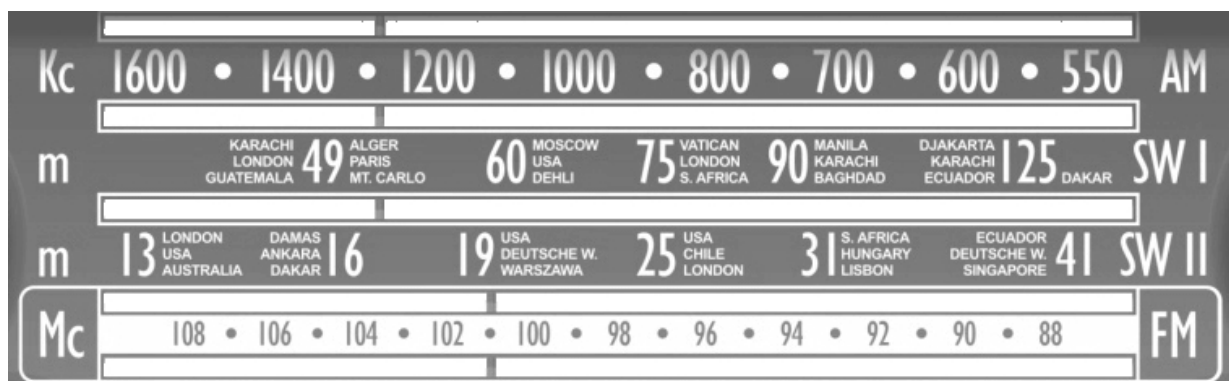 Kc 1600 • 1400 • 1200 • 1000 • 800 • 700 • 600 • 550 AM
m KARACHI LONDON GUATEMALA 49 ALGER PARIS MT. CARLO 60 MOSCOW USA DEHLI 75 VATICAN LONDON S. AFRICA 90 MANILA KARACHI BAGHDAD DJAKARTA KARACHI ECUADOR 125 DAKAR SW I
m 13 LONDON USA AUSTRALIA DAMAS ANKARA DAKAR 16 19 USA DEUTSCHE W. WARSZAWA 25 USA CHILE LONDON 31 S. AFRICA HUNGARY LISBON ECUADOR DEUTSCHE W. SINGAPORE 41 SW II
Mc 108 • 106 • 104 • 102 • 100 • 98 • 96 • 94 • 92 • 90 • 88 FM